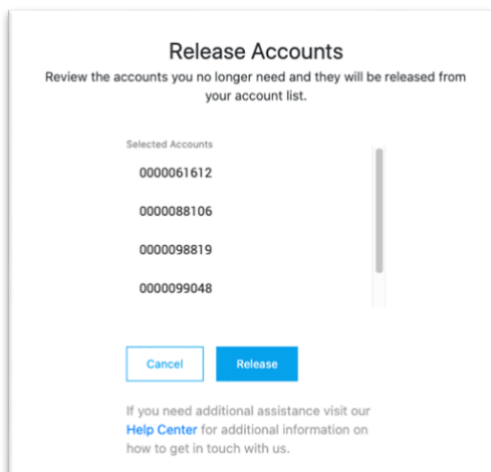 Release Accounts
Review the accounts you no longer need and they will be released from
your account list.
Selected Accounts
0000061612
0000088106
0000098819
0000099048
Cancel Release
If you need additional assistance visit our
Help Center for additional information on
how to get in touch with us.